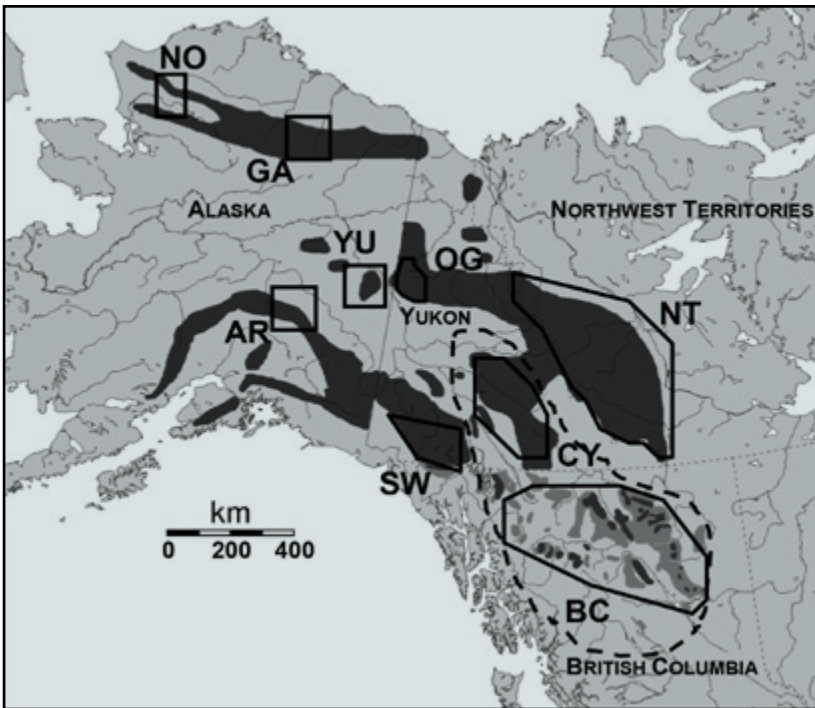 NO
GA
ALASKA
NORTHWEST TERRITORIES
YU
OG
YUKON
NT
AR
CY
SW
km
0 200 400
BC
BRITISH COLUMBIA